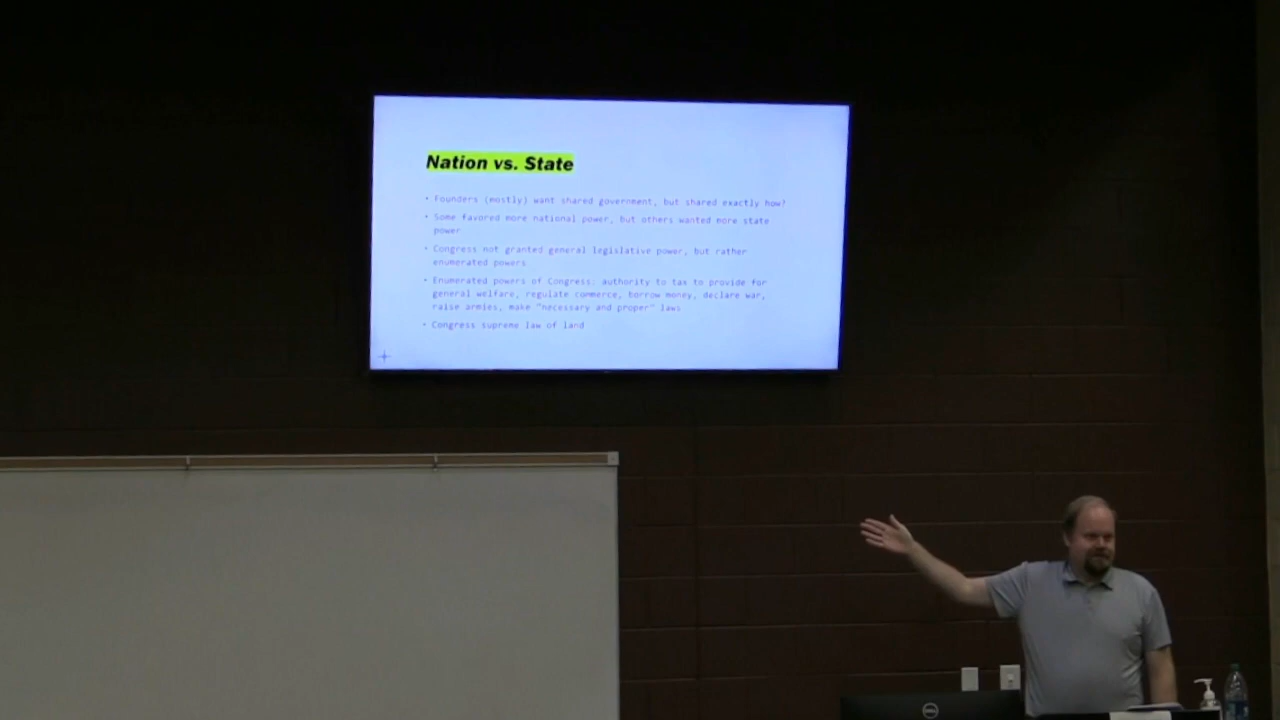 Nation vs. State
• Founders (mostly) want shared government, but shared exactly how?
• Some favored more national power, but others wanted more state
power
• Congress not granted general legislative power, but rather
enumerated powers
• Enumerated powers of Congress: authority to tax to provide for
general welfare, regulate commerce, borrow money, declare war,
raise armies, make "necessary and proper" laws
• Congress supreme law of land
DELL